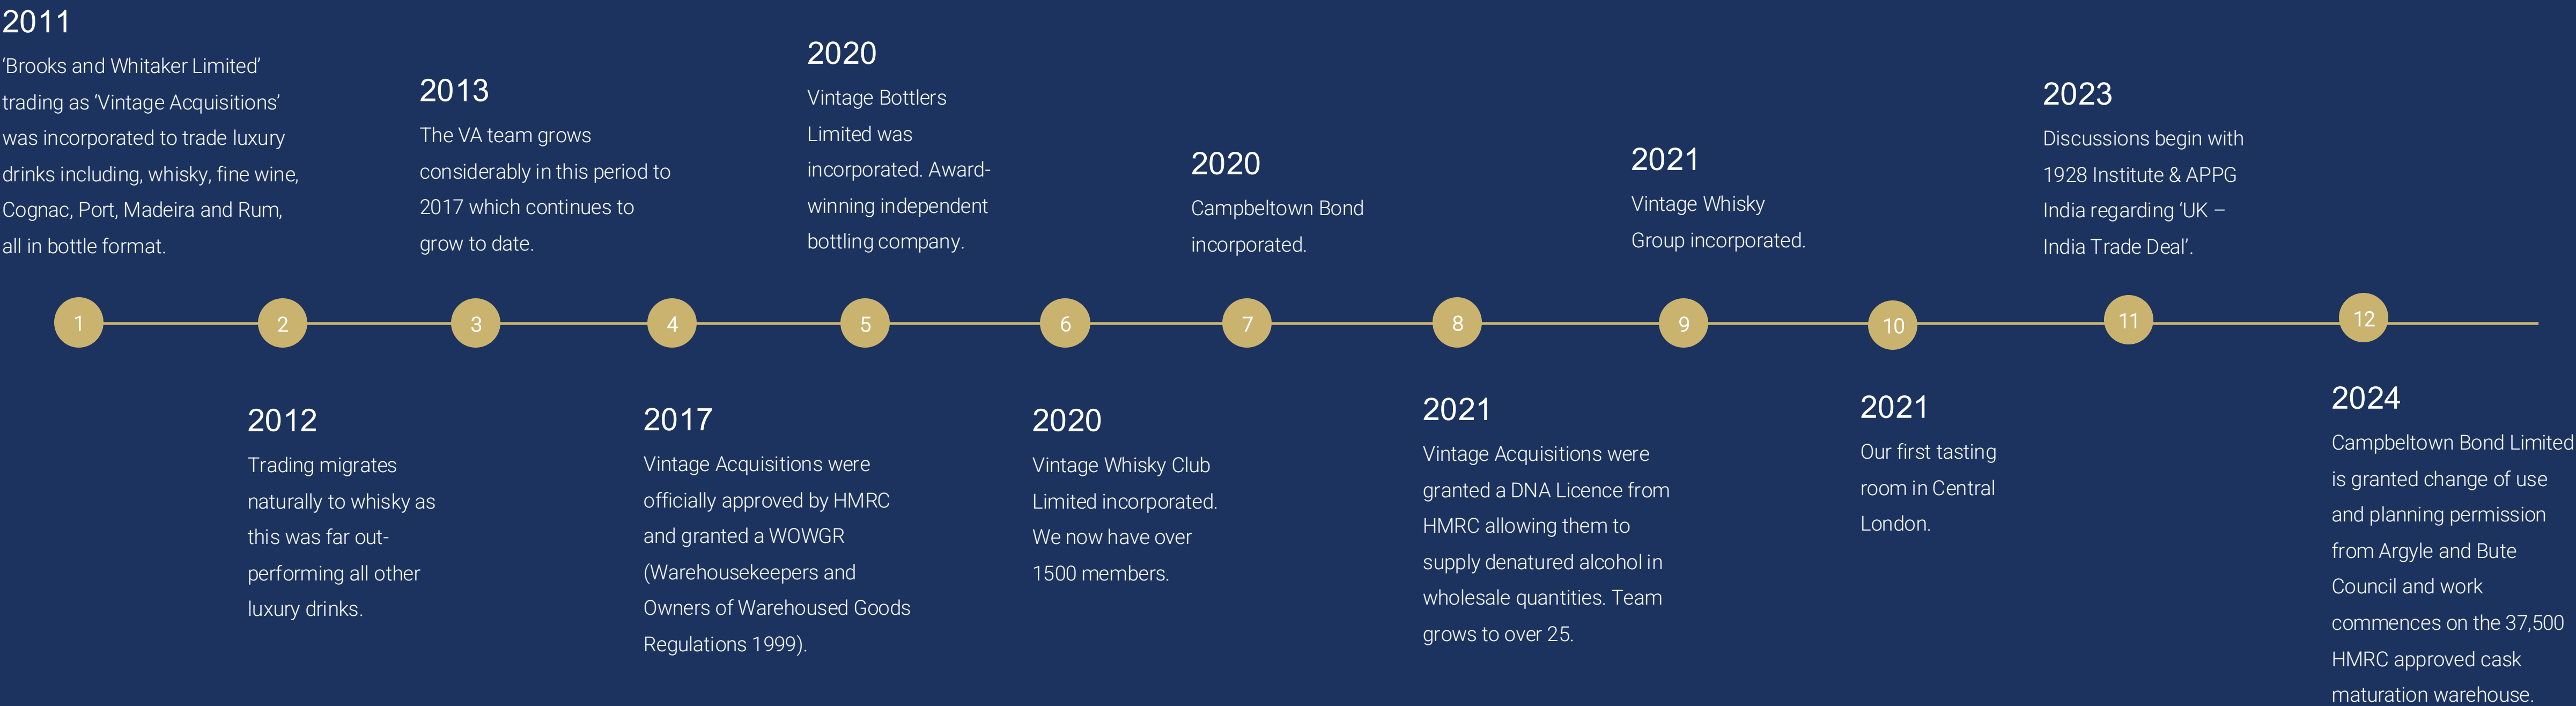 2011
‘Brooks and Whitaker Limited’
trading as ‘Vintage Acquisitions’
was incorporated to trade luxury
drinks including, whisky, fine wine,
Cognac, Port, Madeira and Rum,
all in bottle format.
2013
The VA team grows
considerably in this period to
2017 which continues to
grow to date.
2020
Vintage Bottlers
Limited was
incorporated. Award-
winning independent
bottling company.
2020
Campbeltown Bond
incorporated.
2021
Vintage Whisky
Group incorporated.
2023
Discussions begin with
1928 Institute & APPG
India regarding ‘UK –
India Trade Deal’.
1
2
3
4
5
6
7
8
9
10
11
12
2012
Trading migrates
naturally to whisky as
this was far out-
performing all other
luxury drinks.
2017
Vintage Acquisitions were
officially approved by HMRC
and granted a WOWGR
(Warehousekeepers and
Owners of Warehoused Goods
Regulations 1999).
2020
Vintage Whisky Club
Limited incorporated.
We now have over
1500 members.
2021
Vintage Acquisitions were
granted a DNA Licence from
HMRC allowing them to
supply denatured alcohol in
wholesale quantities. Team
grows to over 25.
2021
Our first tasting
room in Central
London.
2024
Campbeltown Bond Limited
is granted change of use
and planning permission
from Argyle and Bute
Council and work
commences on the 37,500
HMRC approved cask
maturation warehouse.